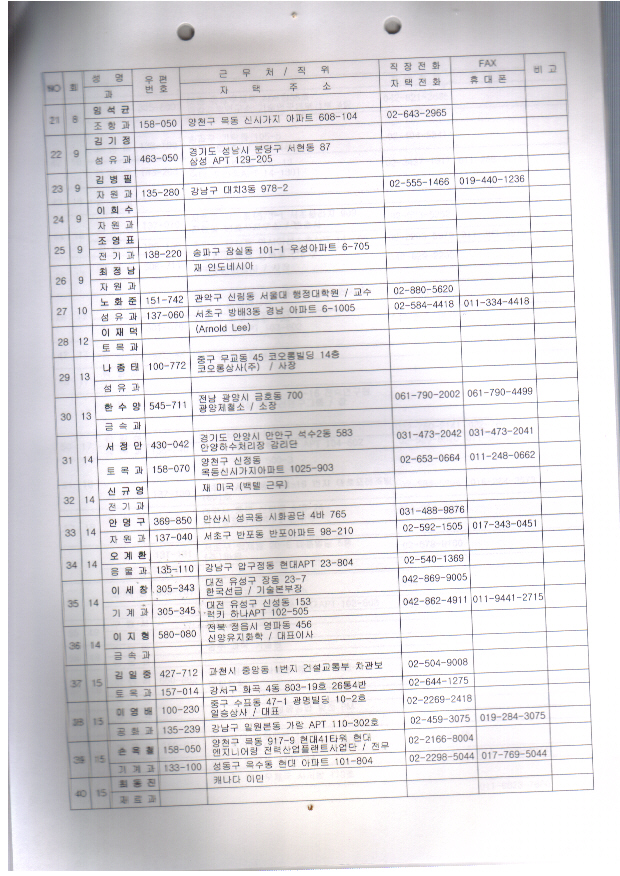 NO 회 성 명 우편번호 근 무 처 / 직 위 직 장 전 화 FAX 비 고
과 자 택 주 소 자 택 전 화 휴 대 폰
21 8 임 석 균
조 항 과 158-050 양천구 목동 신시가지 아파트 608-104 02-643-2965
22 9 김 기 정
섬 유 과 463-050 경기도 성남시 분당구 서현동 87
삼성 APT 129-205
23 9 김 병 필 02-555-1466 019-440-1236
자 원 과 135-280 강남구 대치3동 978-2
24 9 이 희 수
자 원 과
25 9 조 영 표
전 기 과 138-220 송파구 잠실동 101-1 우성아파트 6-705
26 9 최 정 남 재 인도네시아
자 원 과
27 10 노 화 준 151-742 관악구 신림동 서울대 행정대학원 / 교수 02-880-5620
섬 유 과 137-060 서초구 방배3동 경남 아파트 6-1005 02-584-4418 011-334-4418
28 12 이 재 덕 (Arnold Lee)
토 목 과
29 13 나 종 태 100-772 중구 무교동 45 코오롱빌딩 14층
코오롱상사(주) / 사장
섬 유 과
30 13 한 수 양 545-711 전남 광양시 금호동 700
광양제철소 / 소장 061-790-2002 061-790-4499
금 속 과
31 14 서 정 만 430-042 경기도 안양시 만안구 석수2동 583
안양하수처리장 감리단 031-473-2042 031-473-2041
토 목 과 158-070 양천구 신정동
목동신시가지아파트 1025-903 02-653-0664 011-248-0662
32 14 신 규 영 재 미국 (벡텔 근무)
전 기 과
33 14 안 명 구 369-850 안산시 성곡동 시화공단 4바 765 031-488-9876
자 원 과 137-040 서초구 반포동 반포아파트 98-210 02-592-1505 017-343-0451
34 14 오 계 환
응 물 과 135-110 강남구 압구정동 현대APT 23-804 02-540-1369
35 14 이 세 창 305-343 대전 유성구 장동 23-7
한국선급 / 기술본부장 042-869-9005
기 계 과 305-345 대전 유성구 신성동 153
럭키 하나APT 102-505 042-862-4911 011-9441-2715
36 14 이 지 형 580-080 전북 정읍시 영파동 456
신양유지화학 / 대표이사
금 속 과
37 15 김 일 중 427-712 과천시 중앙동 1번지 건설교통부 차관보 02-504-9008
토 목 과 157-014 강서구 화곡 4동 803-19호 26통4반 02-644-1275
38 15 이 영 배 100-230 중구 수표동 47-1 광명빌딩 10-2호
일승상사 / 대표 02-2269-2418
공 화 과 135-239 강남구 일원본동 가람 APT 110-302호 02-459-3075 019-284-3075
39 15 손 옥 철 158-050 양천구 목동 917-9 현대41타워 현대
엔지니어링 전력산업플랜트사업단 / 전무 02-2166-8004
기 계 과 133-100 성동구 옥수동 현대 아파트 101-804 02-2298-5044 017-769-5044
40 15 동 진 캐나다 이민
재 료 과